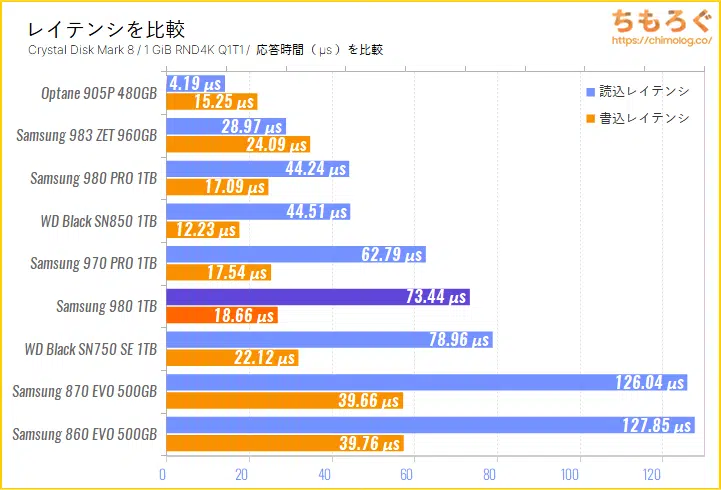 レイテンシを比較
Crystal Disk Mark 8 / 1 GiB RND4K Q1T1 / 応答時間（μs）を比較
ちもろぐ
https://chimolog.co/
読込レイテンシ
書込レイテンシ
Optane 905P 480GB
4.19 μs
15.25 μs
Samsung 983 ZET 960GB
28.97 μs
24.09 μs
Samsung 980 PRO 1TB
44.24 μs
17.09 μs
WD Black SN850 1TB
44.51 μs
12.23 μs
Samsung 970 PRO 1TB
62.79 μs
17.54 μs
Samsung 980 1TB
73.44 μs
18.66 μs
WD Black SN750 SE 1TB
78.96 μs
22.12 μs
Samsung 870 EVO 500GB
126.04 μs
39.66 μs
Samsung 860 EVO 500GB
127.85 μs
39.76 μs
0 20 40 60 80 100 120